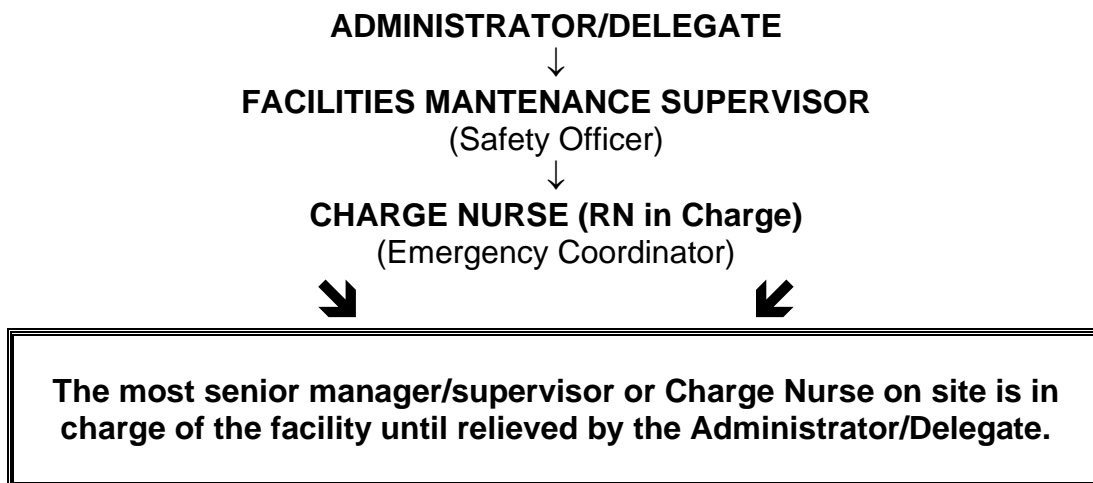 ADMINISTRATOR/DELEGATE
↓
FACILITIES MANTENANCE SUPERVISOR
(Safety Officer)
↓
CHARGE NURSE (RN in Charge)
(Emergency Coordinator)
The most senior manager/supervisor or Charge Nurse on site is in
charge of the facility until relieved by the Administrator/Delegate.